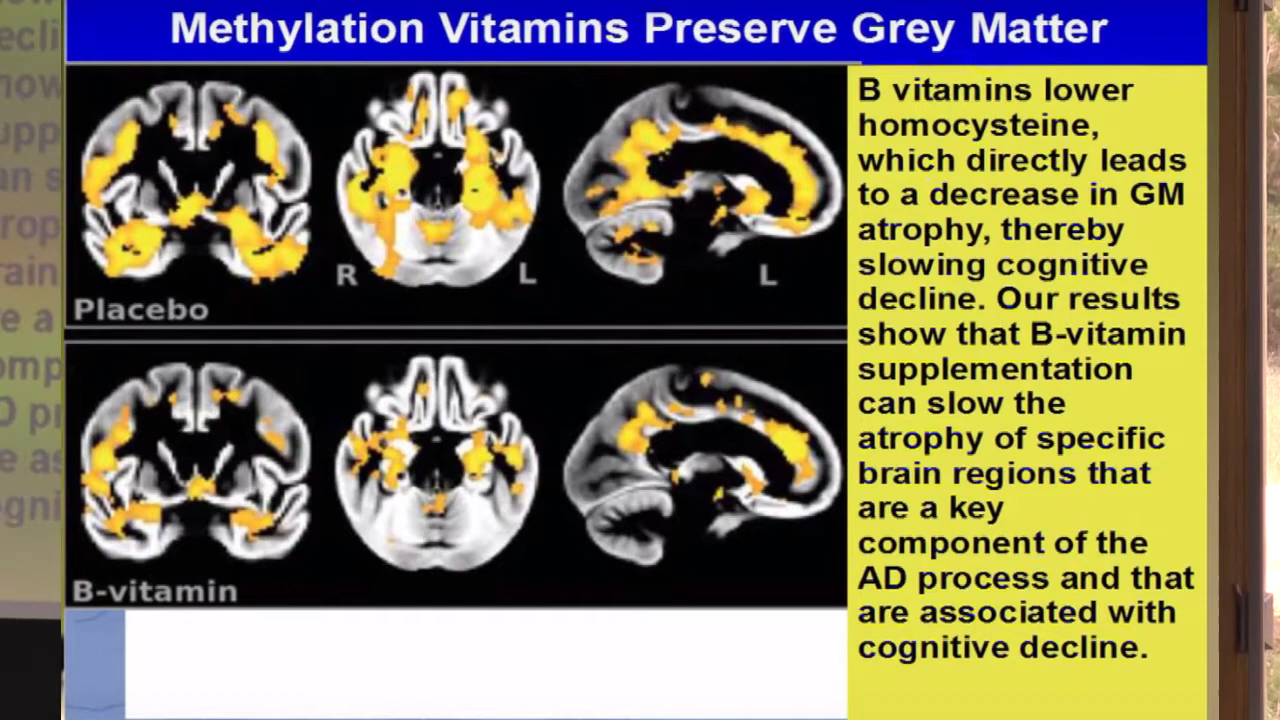 Methylation Vitamins Preserve Grey Matter
R
L
L
Placebo
B-vitamin
B vitamins lower
homocysteine,
which directly leads
to a decrease in GM
atrophy, thereby
slowing cognitive
decline. Our results
show that B-vitamin
supplementation
can slow the
atrophy of specific
brain regions that
are a key
component of the
AD process and that
are associated with
cognitive decline.